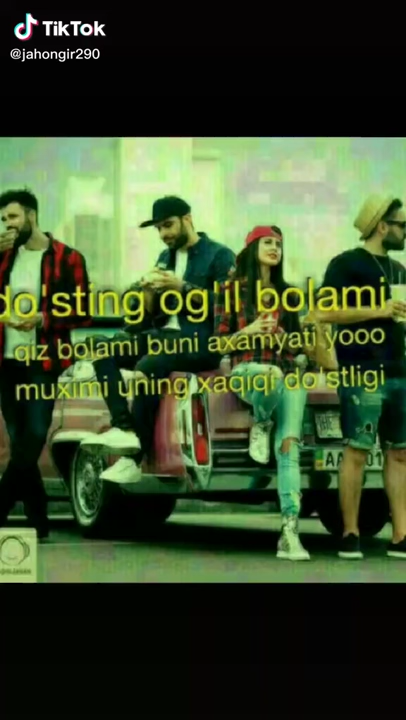 TikTok
@jahongir290
do'sting og'il bolami
qiz bolami buni axamyati yooo
muximi uning xaqiqi do'stligi